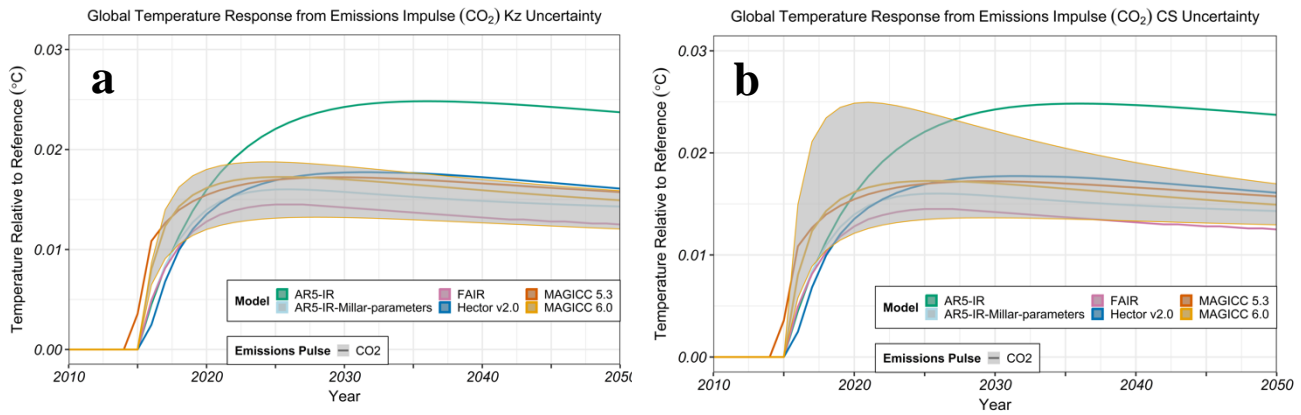 Global Temperature Response from Emissions Impulse (CO₂) Kz Uncertainty
a
Temperature Relative to Reference (°C)
0.03
0.02
0.01
0.00
Model
AR5-IR
AR5-IR-Millar-parameters
FAIR
Hector v2.0
MAGICC 5.3
MAGICC 6.0
Emissions Pulse
CO2
2010
2020
2030
2040
2050
Year
Global Temperature Response from Emissions Impulse (CO₂) CS Uncertainty
b
Temperature Relative to Reference (°C)
0.03
0.02
0.01
0.00
Model
AR5-IR
AR5-IR-Millar-parameters
FAIR
Hector v2.0
MAGICC 5.3
MAGICC 6.0
Emissions Pulse
CO2
2010
2020
2030
2040
2050
Year